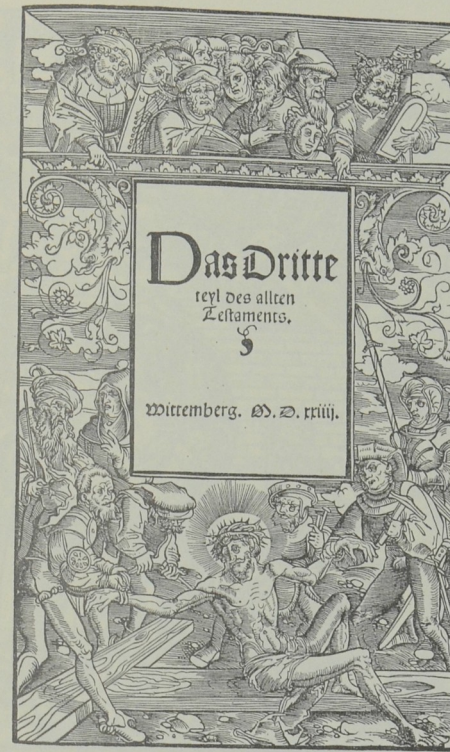 Das Dritte
teyl des allten
Testaments.
Wittemberg. M. D. xxiiij.